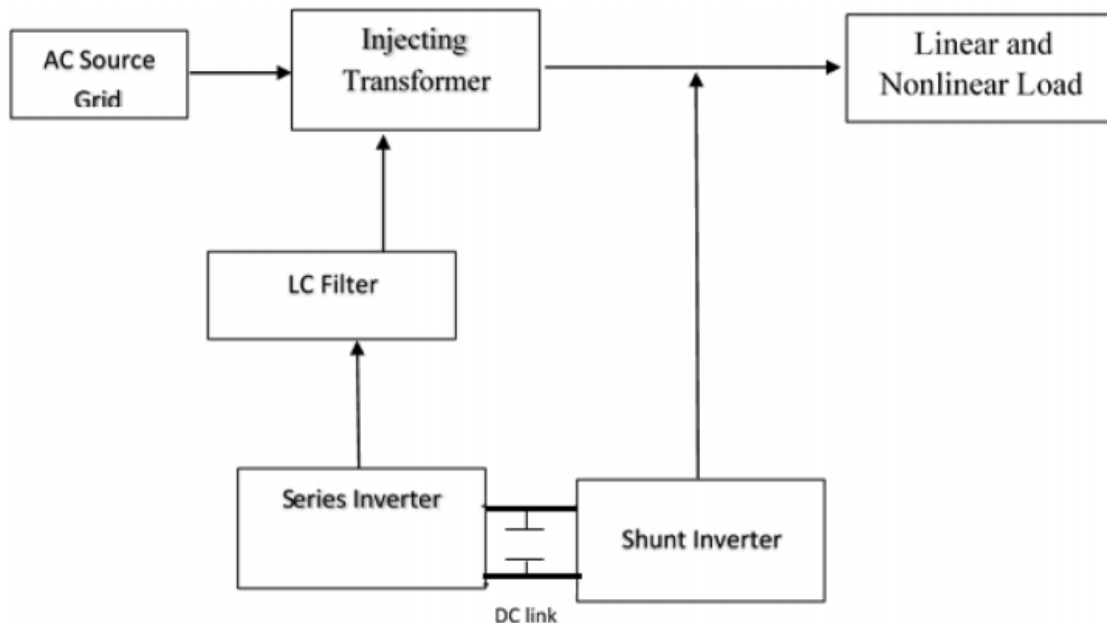 AC Source
Grid
Injecting
Transformer
Linear and
Nonlinear Load
LC Filter
Series Inverter
Shunt Inverter
DC link